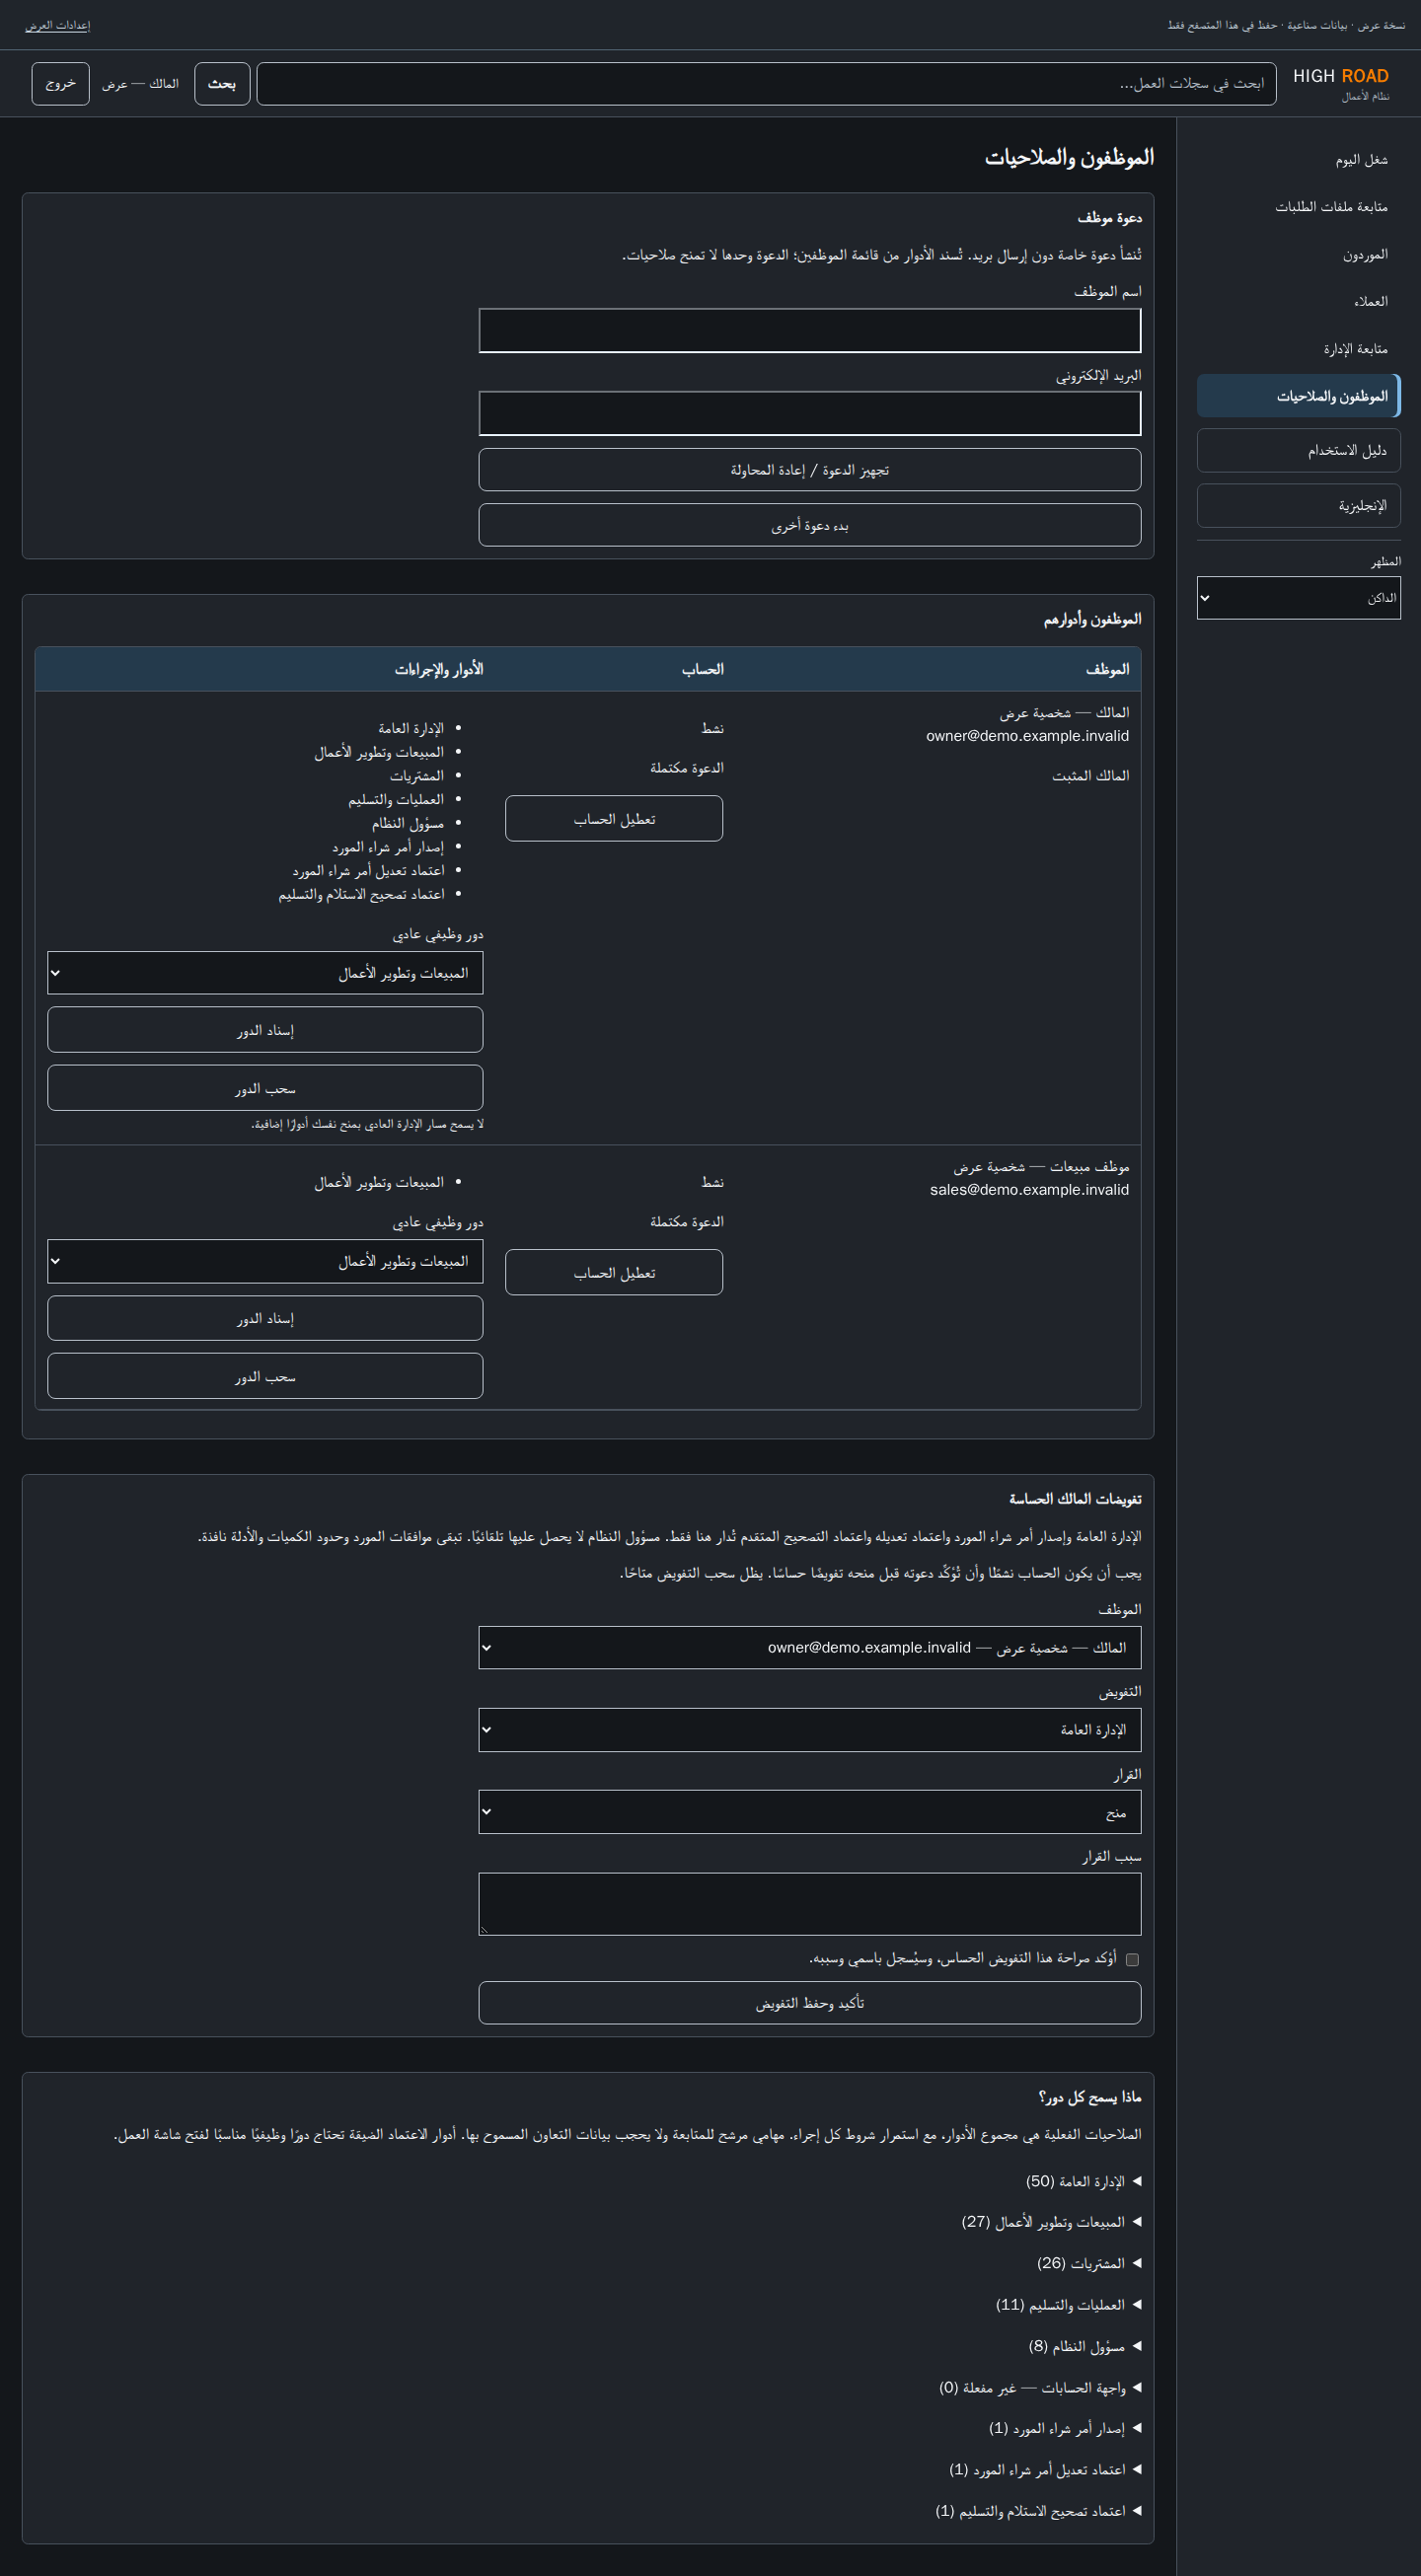 نسخة عرض · بيانات صناعية · حفظ في هذا المتصفح فقط
إعدادات العرض
HIGH ROAD
نظام الأعمال
ابحث في سجلات العمل...
بحث
المالك — عرض
خروج
شغل اليوم
متابعة ملفات الطلبات
الموردون
العملاء
متابعة الإدارة
الموظفون والصلاحيات
دليل الاستخدام
الإنجليزية
المظهر
الداكن
الموظفون والصلاحيات
دعوة موظف
تُنشأ دعوة خاصة دون إرسال بريد. تُسند الأدوار من قائمة الموظفين؛ الدعوة وحدها لا تمنح صلاحيات.
اسم الموظف
البريد الإلكتروني
تجهيز الدعوة / إعادة المحاولة
بدء دعوة أخرى
الموظفون وأدوارهم
الموظف
الحساب
الأدوار والإجراءات
المالك — شخصية عرض
owner@demo.example.invalid
المالك المثبت
نشط
الدعوة مكتملة
تعطيل الحساب
• الإدارة العامة
• المبيعات وتطوير الأعمال
• المشتريات
• العمليات والتسليم
• مسؤول النظام
• إصدار أمر شراء المورد
• اعتماد تعديل أمر شراء المورد
• اعتماد تصحيح الاستلام والتسليم
دور وظيفي عادي
المبيعات وتطوير الأعمال
إسناد الدور
سحب الدور
لا يسمح مسار الإدارة العادي بمنح نفسك أدوارًا إضافية.
موظف مبيعات — شخصية عرض
sales@demo.example.invalid
نشط
الدعوة مكتملة
تعطيل الحساب
• المبيعات وتطوير الأعمال
دور وظيفي عادي
المبيعات وتطوير الأعمال
إسناد الدور
سحب الدور
تفويضات المالك الحساسة
الإدارة العامة وإصدار أمر شراء المورد واعتماد تعديله واعتماد التصحيح المتقدم تُدار هنا فقط. مسؤول النظام لا يحصل عليها تلقائيًا. تبقى موافقات المورد وحدود الكميات والأدلة نافذة.
يجب أن يكون الحساب نشطًا وأن تُؤكَّد دعوته قبل منحه تفويضًا حساسًا. يظل سحب التفويض متاحًا.
الموظف
المالك — شخصية عرض — owner@demo.example.invalid
التفويض
الإدارة العامة
القرار
منح
سبب القرار
أؤكد صراحة هذا التفويض الحساس، وسيُسجل باسمي وسببه.
تأكيد وحفظ التفويض
ماذا يسمح كل دور؟
الصلاحيات الفعلية هي مجموع الأدوار، مع استمرار شروط كل إجراء. مهامي مرشح للمتابعة ولا يحجب بيانات التعاون المسموح بها. أدوار الاعتماد الضيقة تحتاج دورًا وظيفيًا مناسبًا لفتح شاشة العمل.
الإدارة العامة (50)
المبيعات وتطوير الأعمال (27)
المشتريات (26)
العمليات والتسليم (11)
مسؤول النظام (8)
واجهة الحسابات — غير مفعلة (0)
إصدار أمر شراء المورد (1)
اعتماد تعديل أمر شراء المورد (1)
اعتماد تصحيح الاستلام والتسليم (1)